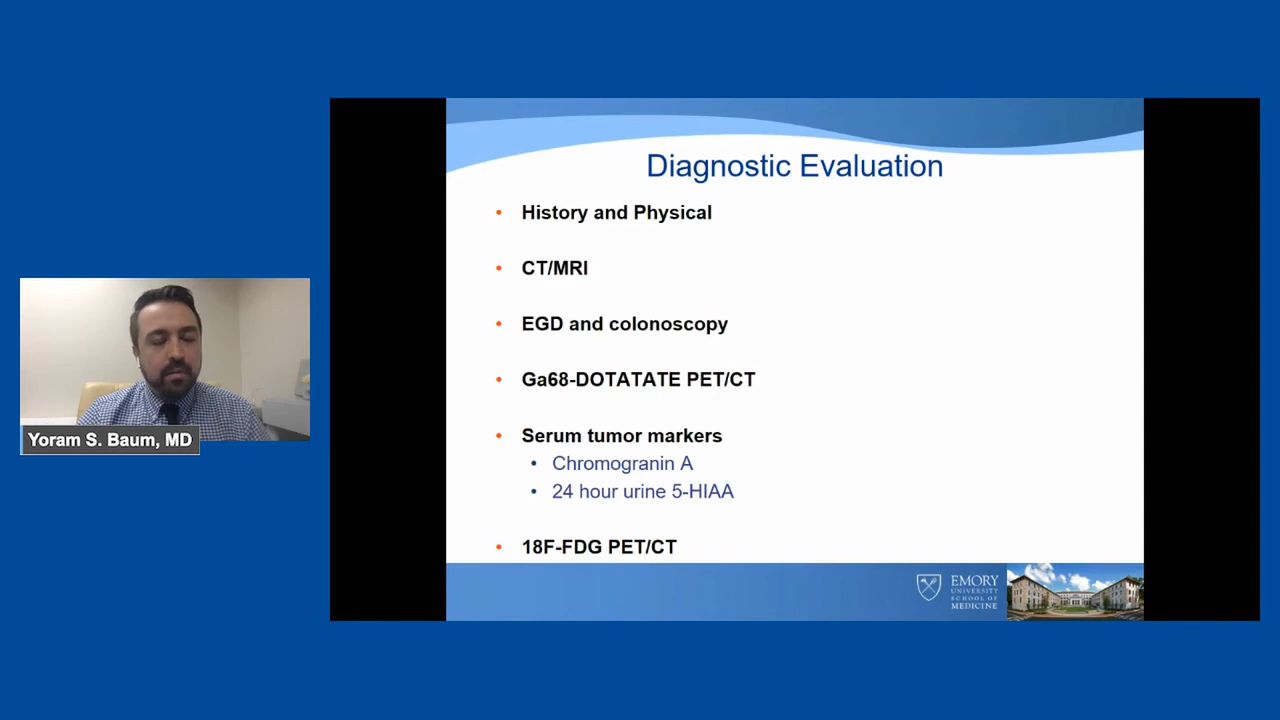 Diagnostic Evaluation
• History and Physical
• CT/MRI
• EGD and colonoscopy
• Ga68-DOTATATE PET/CT
• Serum tumor markers
• Chromogranin A
• 24 hour urine 5-HIAA
• 18F-FDG PET/CT
Yoram S. Baum, MD
EMORY
UNIVERSITY
SCHOOL OF
MEDICINE